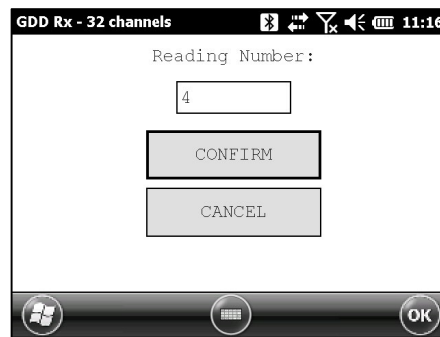 GDD Rx - 32 channels 11:16
Reading Number:
4
CONFIRM
CANCEL
OK